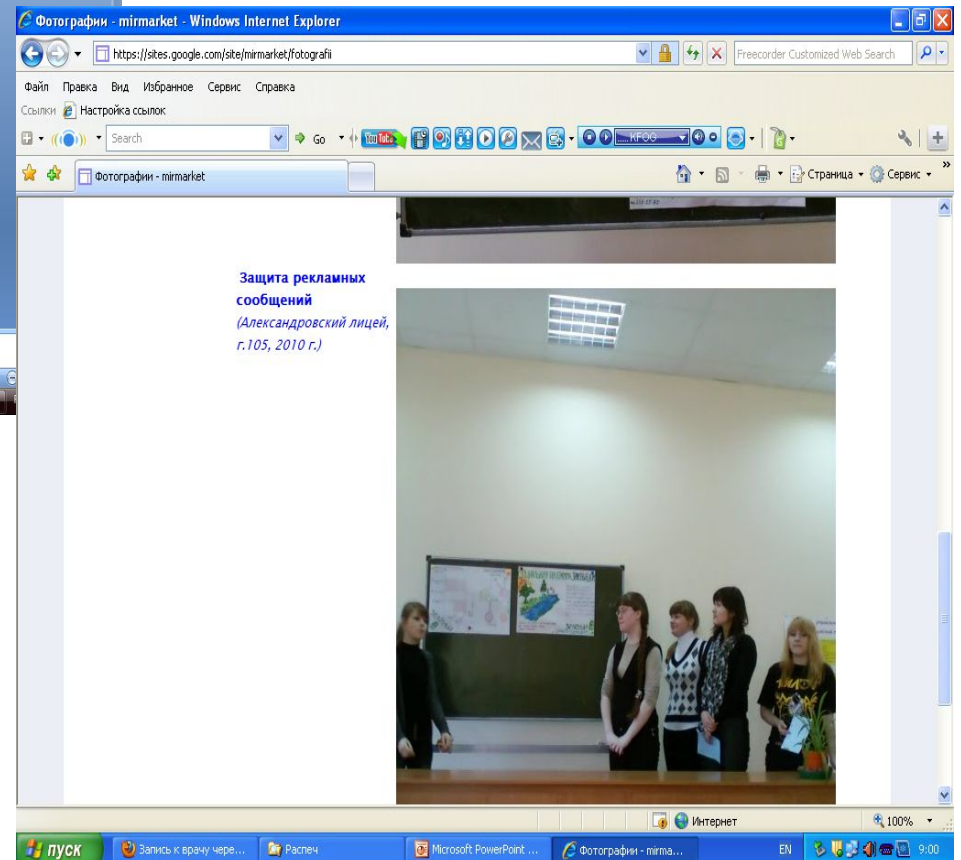 Фотографии - mirmarket - Windows Internet Explorer
https://sites.google.com/site/mirmarket/fotografii
Freecorder Customized Web Search
Файл Правка Вид Избранное Сервис Справка
Ссылки Настройка ссылок
Search Go YouTube KFOG
Фотографии - mirmarket Страница Сервис
Защита рекламных
сообщений
(Александровский лицей,
г.105, 2010 г.)
Интернет 100%
пуск Запись к врачу чере... Распеч Microsoft PowerPoint ... Фотографии - mirma... EN 9:00